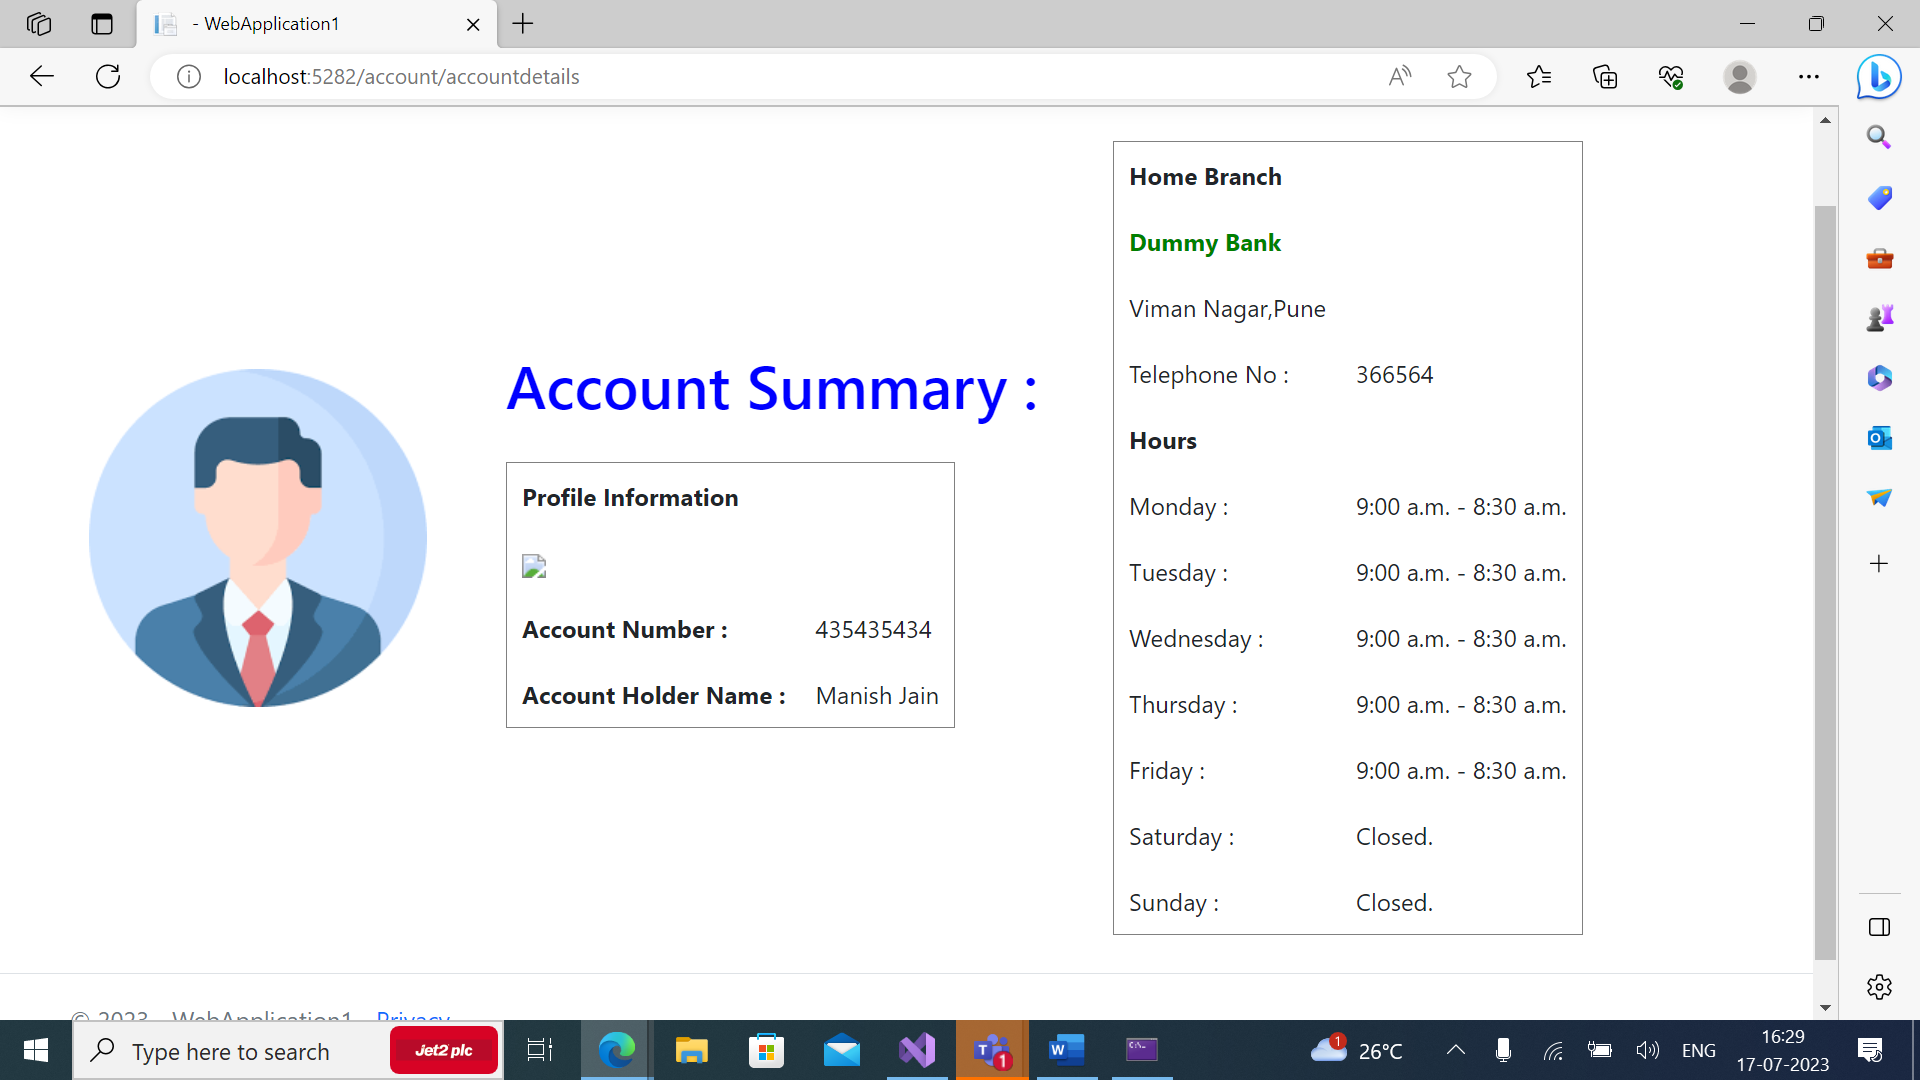 - WebApplication1
localhost:5282/account/accountdetails
Account Summary :
Profile Information
Account Number : 435435434
Account Holder Name : Manish Jain
Home Branch
Dummy Bank
Viman Nagar,Pune
Telephone No : 366564
Hours
Monday : 9:00 a.m. - 8:30 a.m.
Tuesday : 9:00 a.m. - 8:30 a.m.
Wednesday : 9:00 a.m. - 8:30 a.m.
Thursday : 9:00 a.m. - 8:30 a.m.
Friday : 9:00 a.m. - 8:30 a.m.
Saturday : Closed.
Sunday : Closed.
© 2023 - WebApplication1 - Privacy
Type here to search
Jet2 plc
1
1
26°C
ENG
16:29
17-07-2023